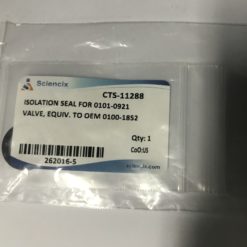 Sciencix
CTS-11288
ISOLATION SEAL FOR 0101-0921
VALVE, EQUIV. TO OEM 0100-1852
Qty: 1
CoO:US
262016-5